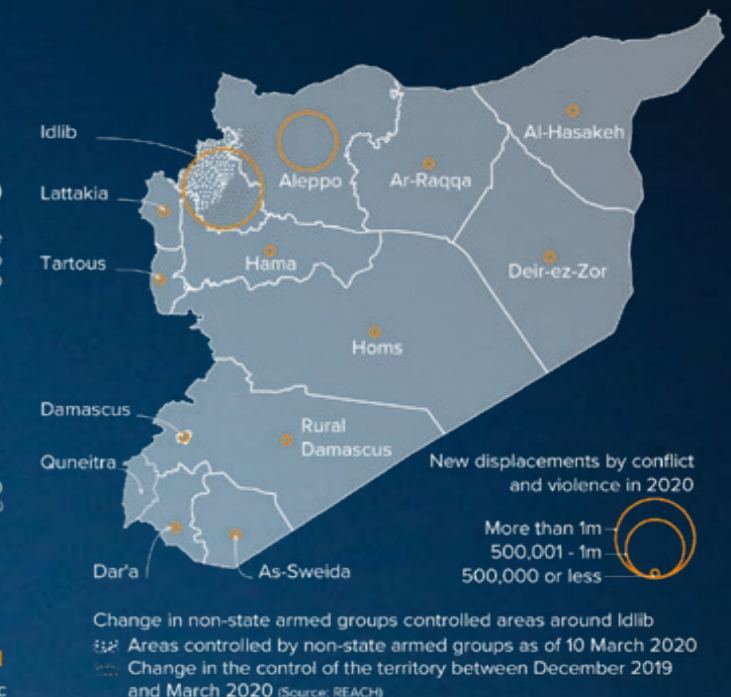 Idlib
Lattakia
Tartous
Aleppo
Ar-Raqqa
Al-Hasakeh
Hama
Deir-ez-Zor
Homs
Damascus
Rural
Damascus
Quneitra
Dar'a
As-Sweida
New displacements by conflict
and violence in 2020
More than 1m
500,001 - 1m
500,000 or less
Change in non-state armed groups controlled areas around Idlib
Areas controlled by non-state armed groups as of 10 March 2020
Change in the control of the territory between December 2019
and March 2020 (Source: REACH)